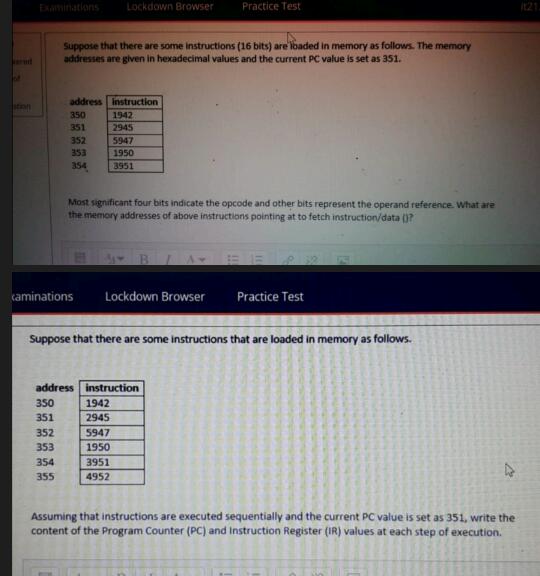 Examinations Lockdown Browser Practice Test it21
Suppose that there are some instructions (16 bits) are loaded in memory as follows. The memory
addresses are given in hexadecimal values and the current PC value is set as 351.
of
address instruction
350 1942
351 2945
352 5947
353 1950
354 3951
Most significant four bits indicate the opcode and other bits represent the operand reference. What are
the memory addresses of above instructions pointing at to fetch instruction/data ()?
B I A
aminations Lockdown Browser Practice Test
Suppose that there are some instructions that are loaded in memory as follows.
address instruction
350 1942
351 2945
352 5947
353 1950
354 3951
355 4952
Assuming that instructions are executed sequentially and the current PC value is set as 351, write the
content of the Program Counter (PC) and Instruction Register (IR) values at each step of execution.